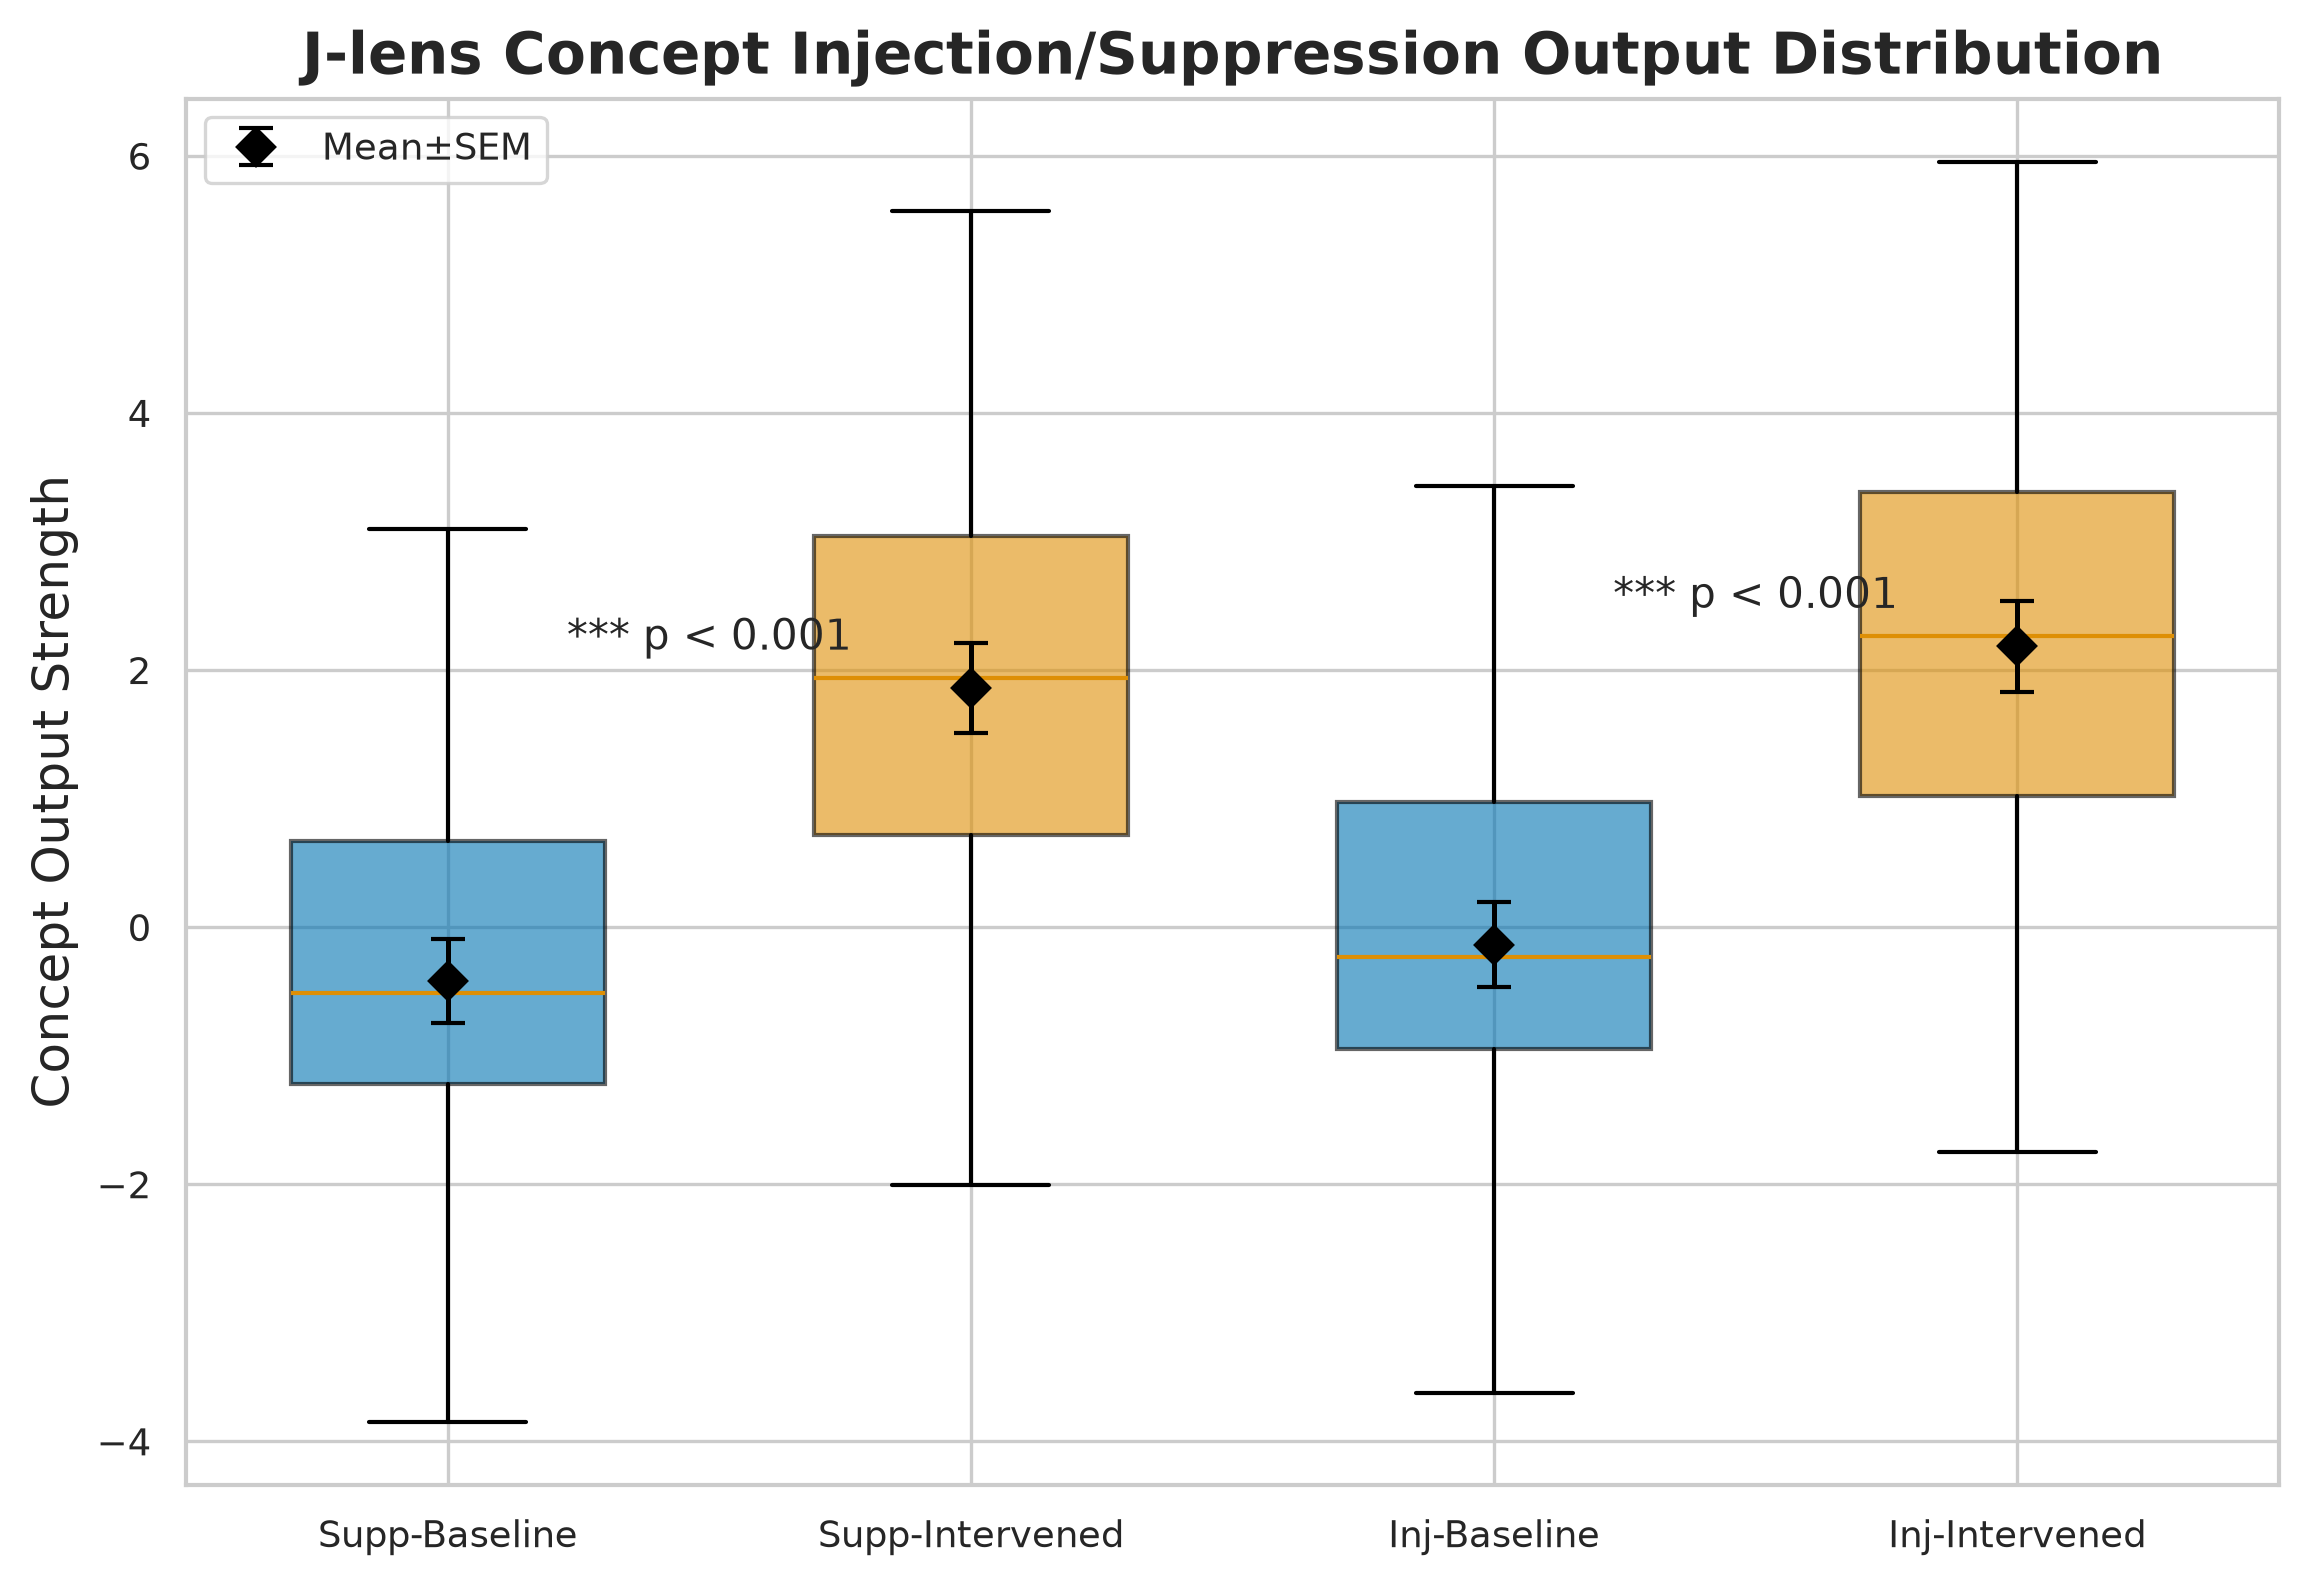 J-lens Concept Injection/Suppression Output Distribution
Mean±SEM
Concept Output Strength
6
4
2
0
−2
−4
*** p < 0.001
*** p < 0.001
Supp-Baseline
Supp-Intervened
Inj-Baseline
Inj-Intervened